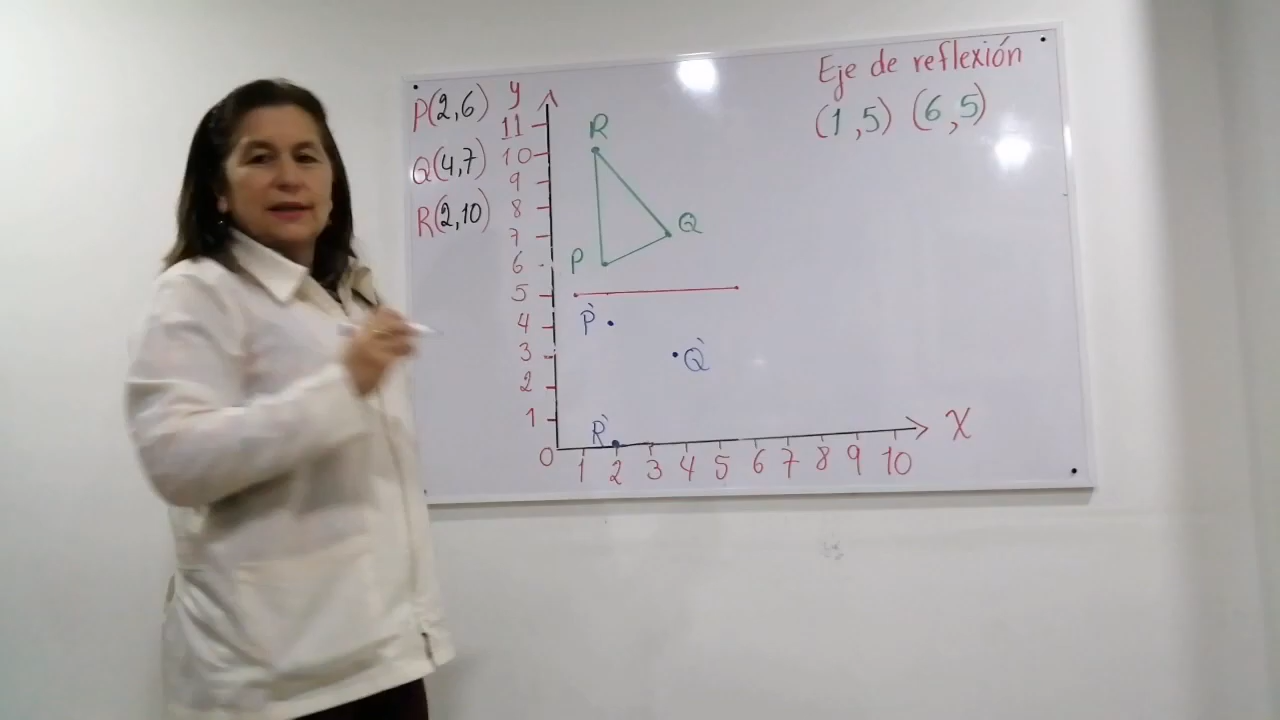 P(2,6)
Q(4,7)
R(2,10)
y
11
10
9
8
7
6
5
4
3
2
1
0
1 2 3 4 5 6 7 8 9 10
X
R
Q
P
P`
Q`
R`
Eje de reflexión
(1,5) (6,5)